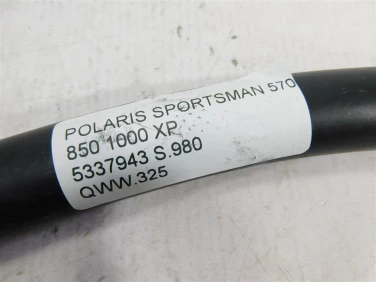 POLARIS SPORTSMAN 570
850 1000 XP
5337943 S.980
QWW.325